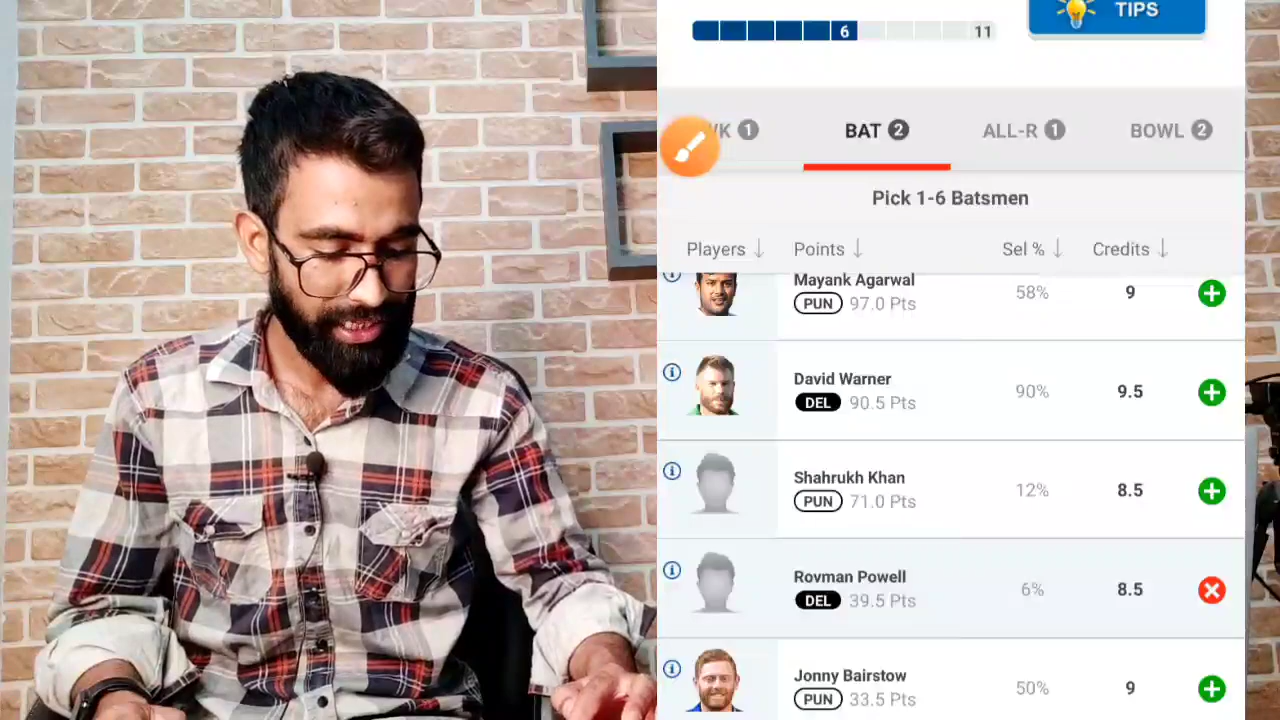 6 11
TIPS
1
BAT 2
ALL-R 1
BOWL 2
Pick 1-6 Batsmen
Players Points Sel % Credits
Mayank Agarwal
PUN 97.0 Pts 58% 9
David Warner
DEL 90.5 Pts 90% 9.5
Shahrukh Khan
PUN 71.0 Pts 12% 8.5
Rovman Powell
DEL 39.5 Pts 6% 8.5
Jonny Bairstow
PUN 33.5 Pts 50% 9